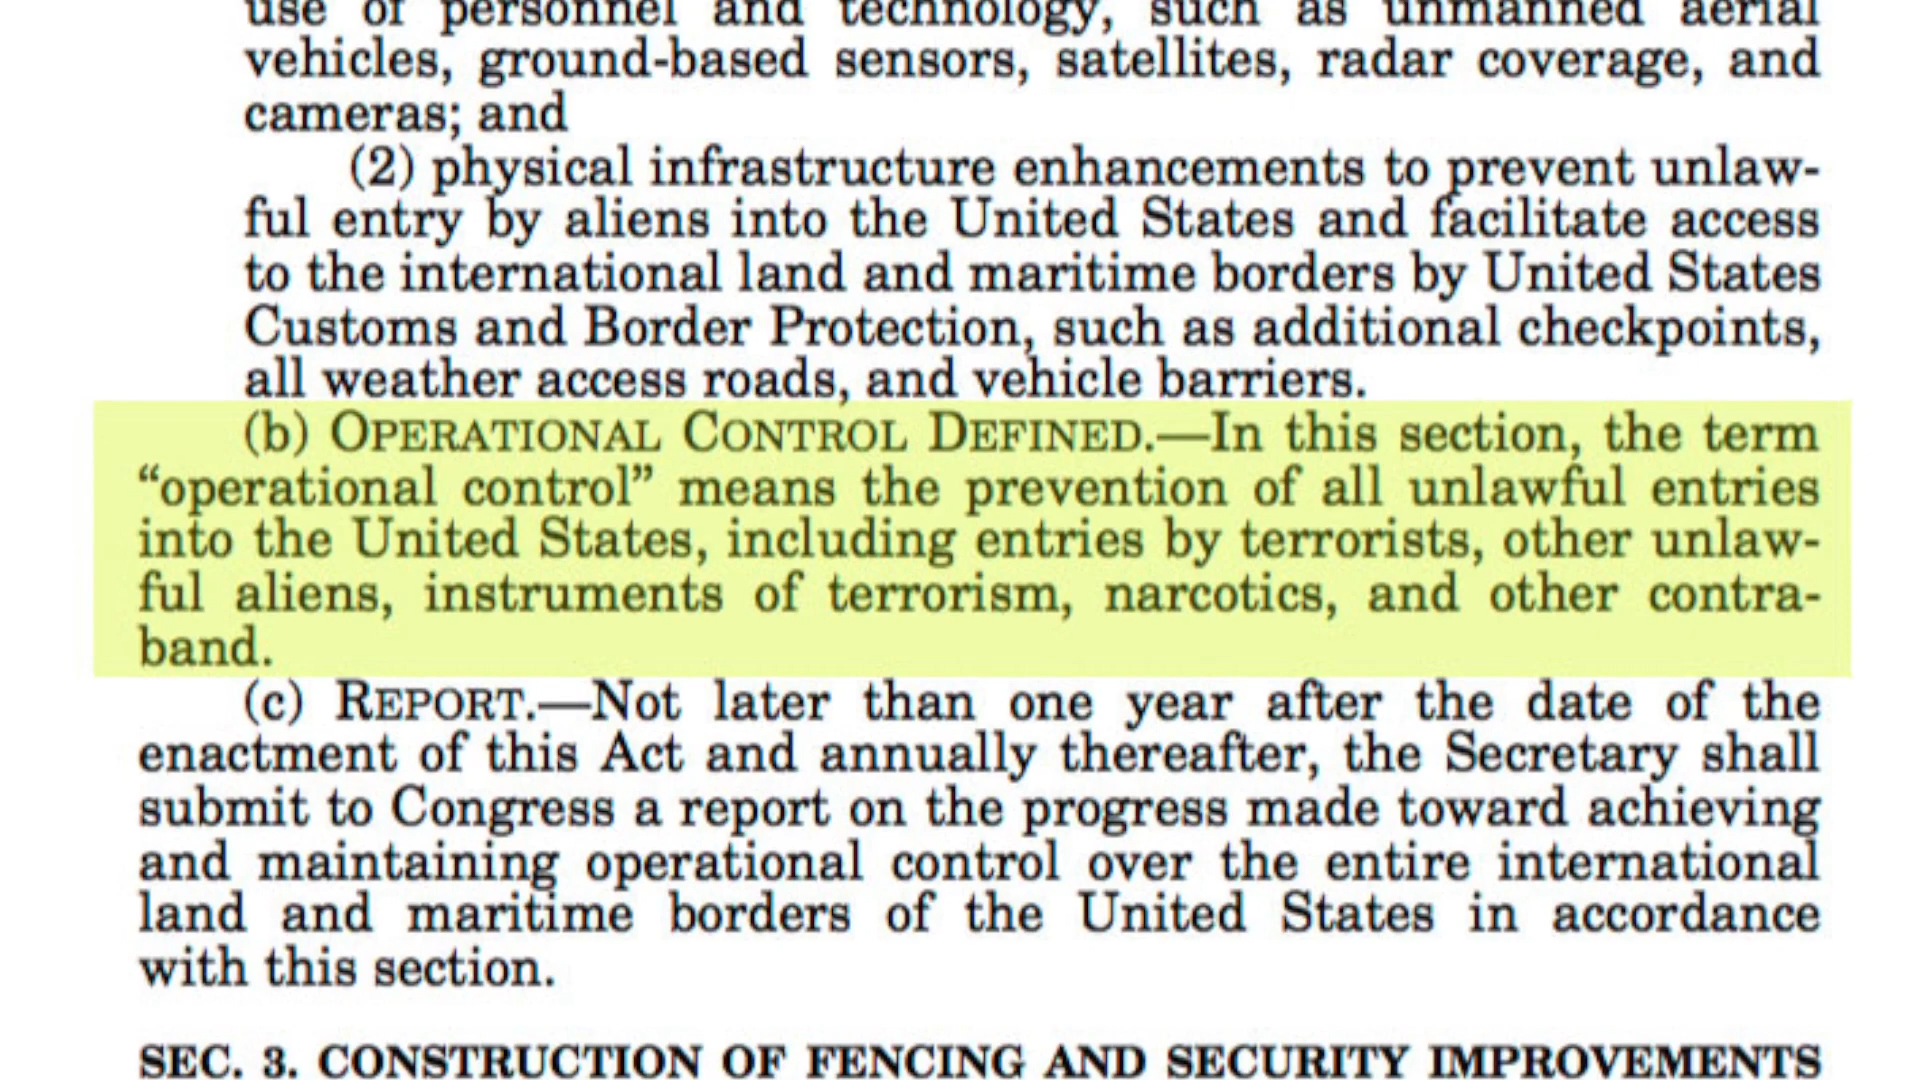 use of personnel and technology, such as unmanned aerial
vehicles, ground-based sensors, satellites, radar coverage, and
cameras; and
(2) physical infrastructure enhancements to prevent unlaw-
ful entry by aliens into the United States and facilitate access
to the international land and maritime borders by United States
Customs and Border Protection, such as additional checkpoints,
all weather access roads, and vehicle barriers.
(b) OPERATIONAL CONTROL DEFINED.—In this section, the term
“operational control” means the prevention of all unlawful entries
into the United States, including entries by terrorists, other unlaw-
ful aliens, instruments of terrorism, narcotics, and other contra-
band.
(c) REPORT.—Not later than one year after the date of the
enactment of this Act and annually thereafter, the Secretary shall
submit to Congress a report on the progress made toward achieving
and maintaining operational control over the entire international
land and maritime borders of the United States in accordance
with this section.
SEC. 3. CONSTRUCTION OF FENCING AND SECURITY IMPROVEMENTS